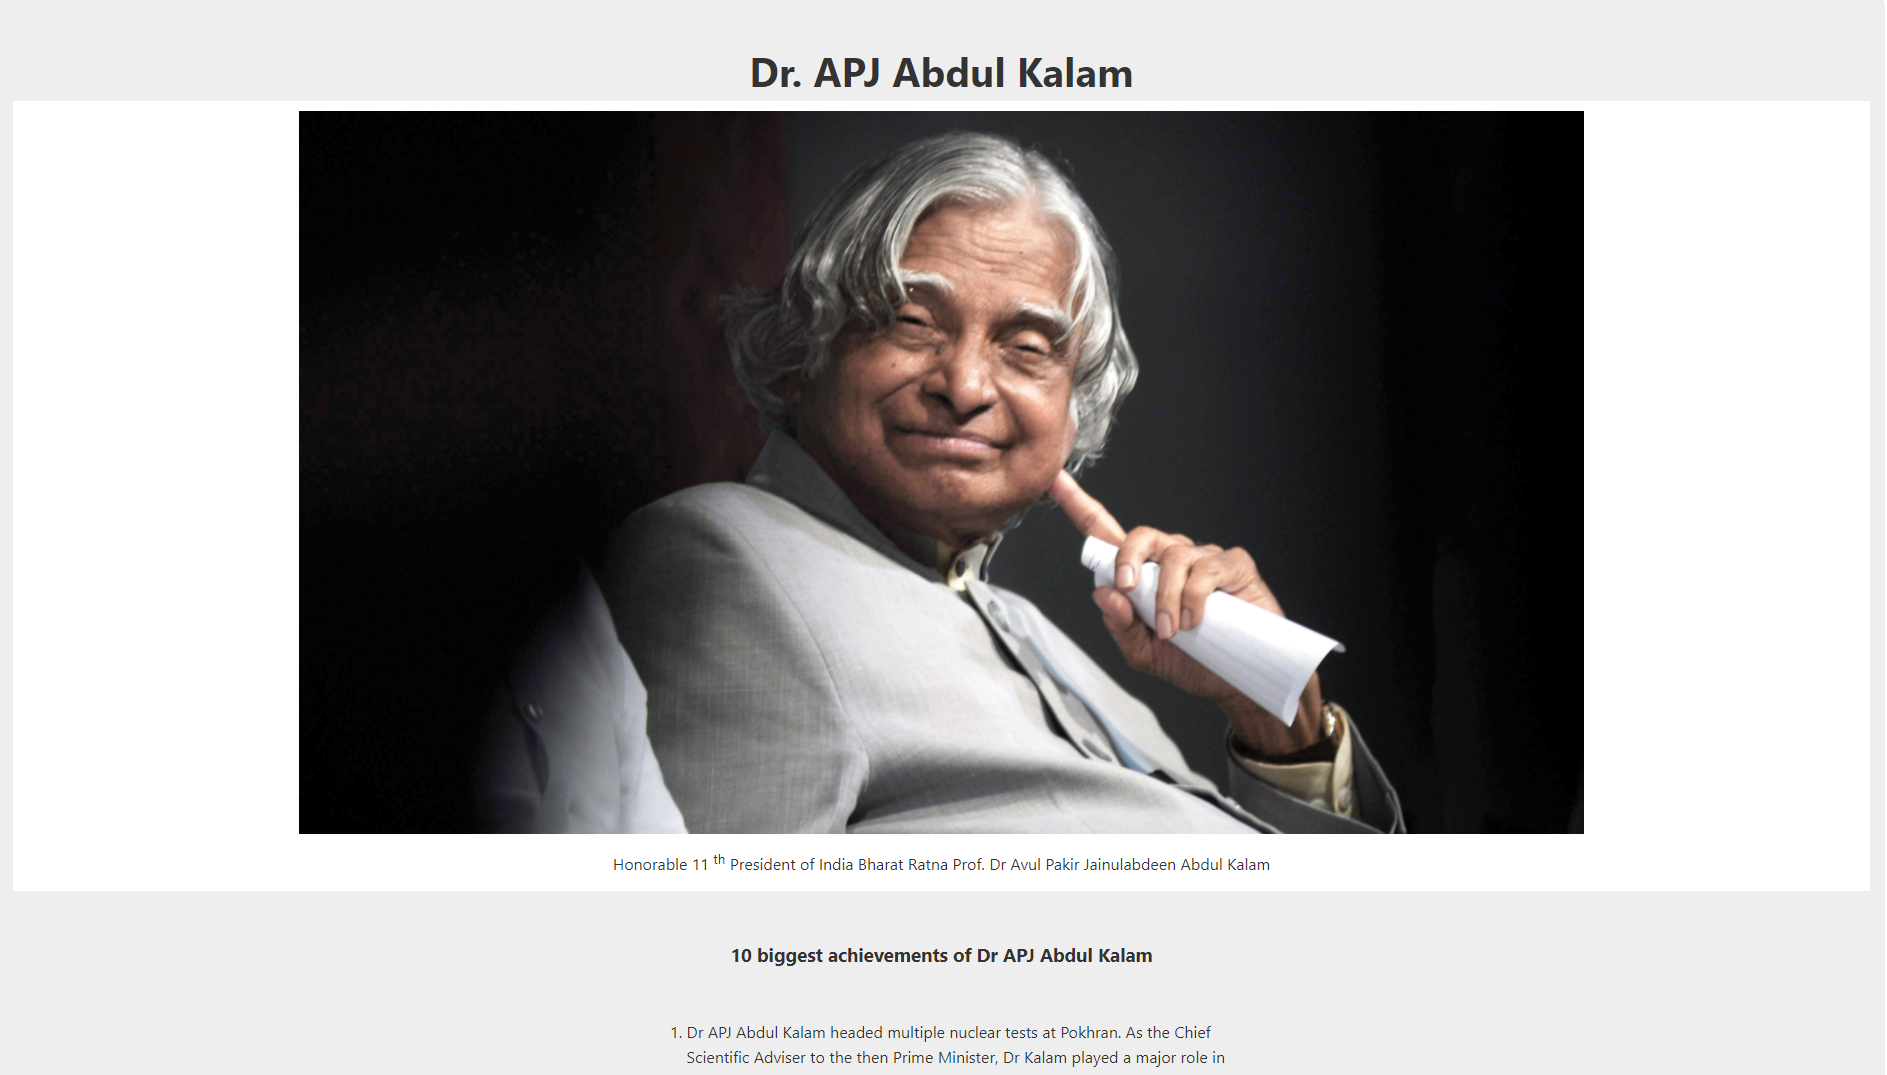 Dr. APJ Abdul Kalam
Honorable 11 th President of India Bharat Ratna Prof. Dr Avul Pakir Jainulabdeen Abdul Kalam
10 biggest achievements of Dr APJ Abdul Kalam
1. Dr APJ Abdul Kalam headed multiple nuclear tests at Pokhran. As the Chief
Scientific Adviser to the then Prime Minister, Dr Kalam played a major role in